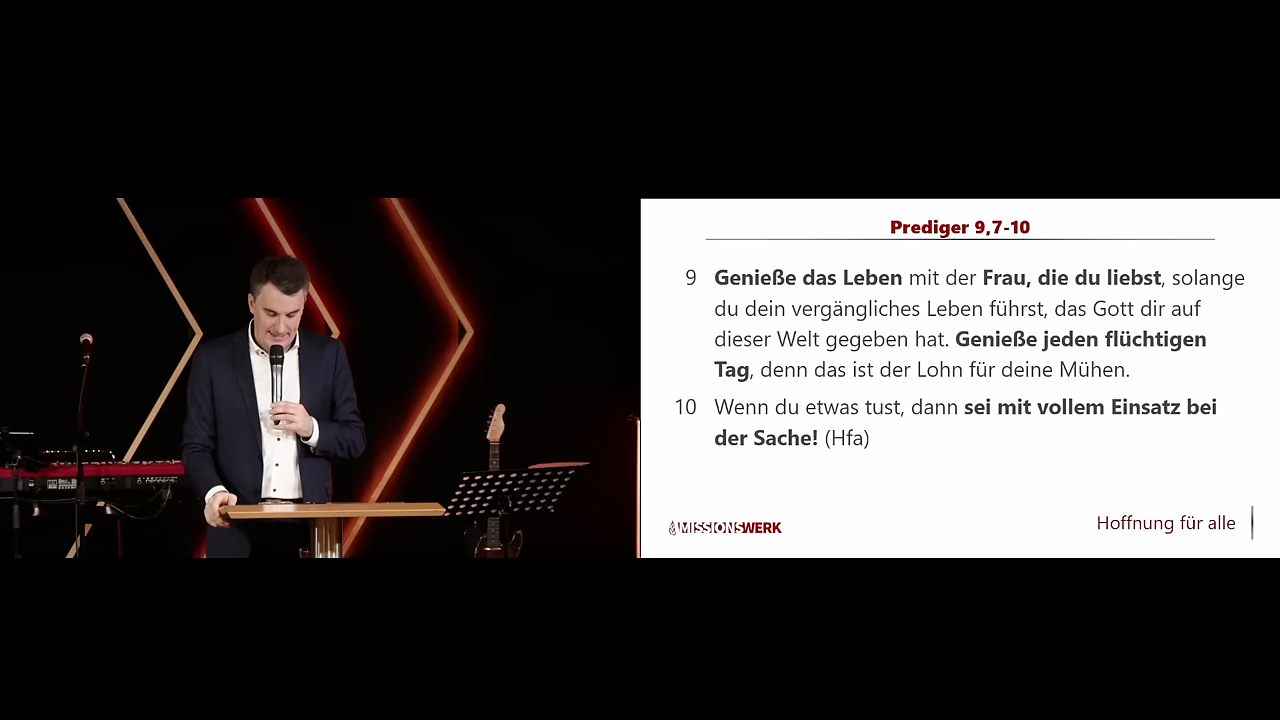 Prediger 9,7-10
9 Genieße das Leben mit der Frau, die du liebst, solange
du dein vergängliches Leben führst, das Gott dir auf
dieser Welt gegeben hat. Genieße jeden flüchtigen
Tag, denn das ist der Lohn für deine Mühen.
10 Wenn du etwas tust, dann sei mit vollem Einsatz bei
der Sache! (Hfa)
MISSIONSWERK
Hoffnung für alle